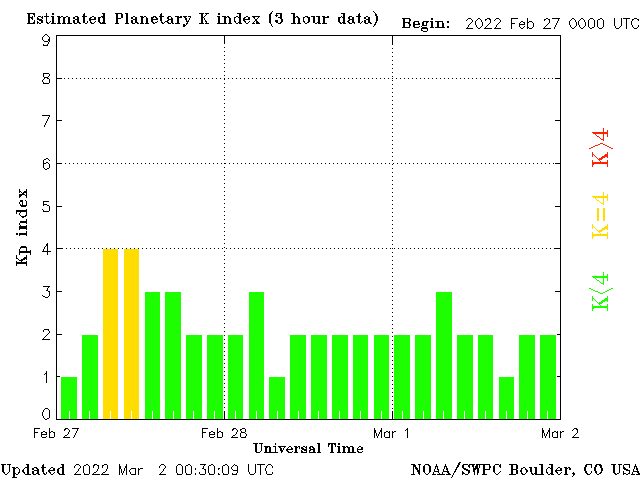 Estimated Planetary K index (3 hour data) Begin: 2022 Feb 27 0000 UTC
9
8
7
6
5
4
3
2
1
0
Kp index
K>4
K=4
K<4
Feb 27 Feb 28 Mar 1 Mar 2
Universal Time
Updated 2022 Mar 2 00:30:09 UTC NOAA/SWPC Boulder, CO USA